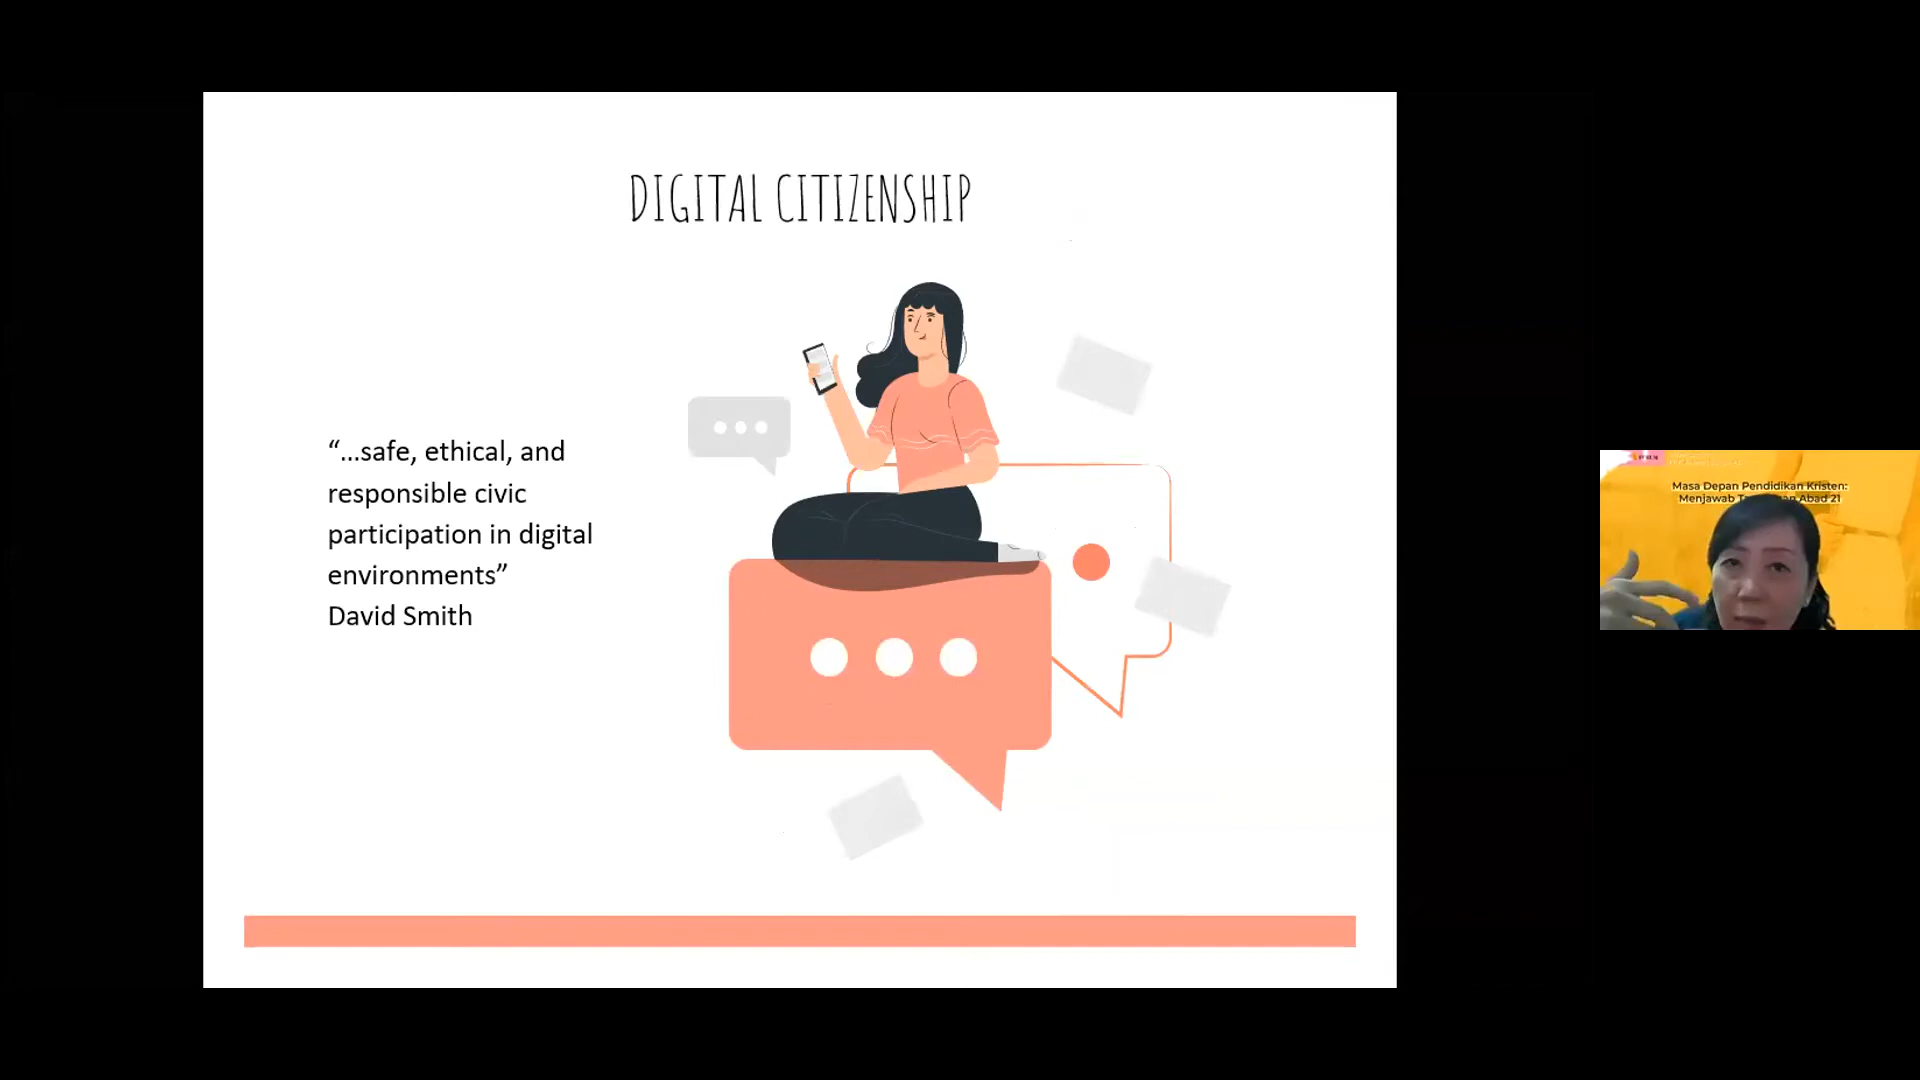 DIGITAL CITIZENSHIP
“...safe, ethical, and
responsible civic
participation in digital
environments”
David Smith
Masa Depan Pendidikan Kristen:
Menjawab Abad 21